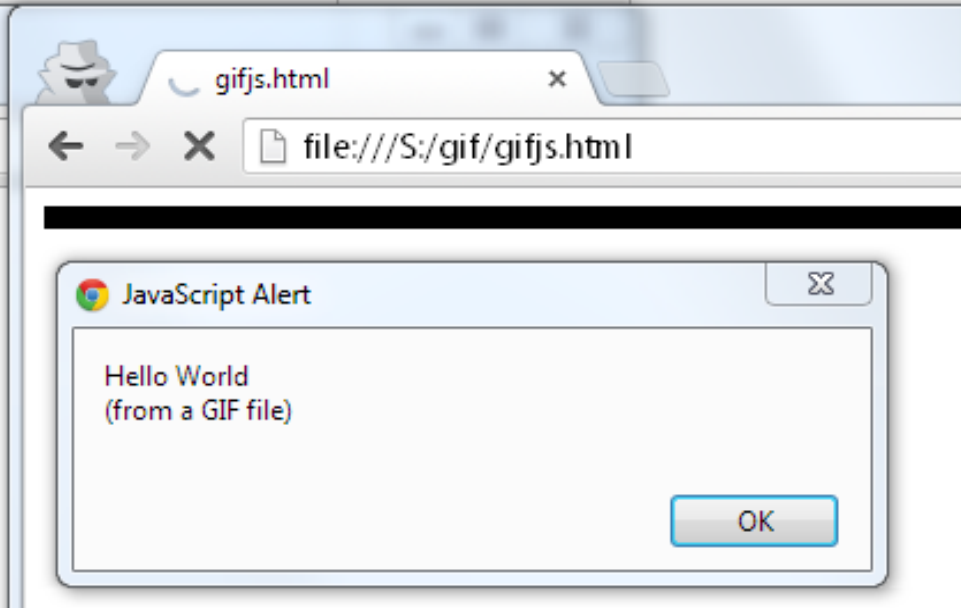 gifjs.html
file:///S:/gif/gifjs.html
JavaScript Alert
Hello World
(from a GIF file)
OK